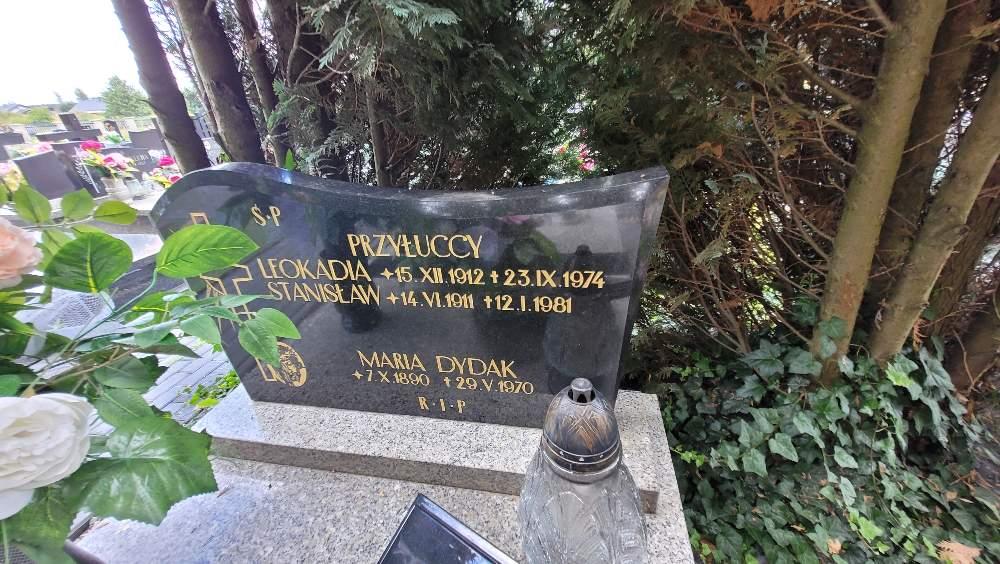 Ś·P
PRZYŁUCCY
LEOKADIA ✦15.XII.1912 ✝23.IX.1974
STANISŁAW ✦14.VI.1911 ✝12.I.1981
MARIA DYDAK
✦7.X.1890 ✝29.V.1970
R·I·P